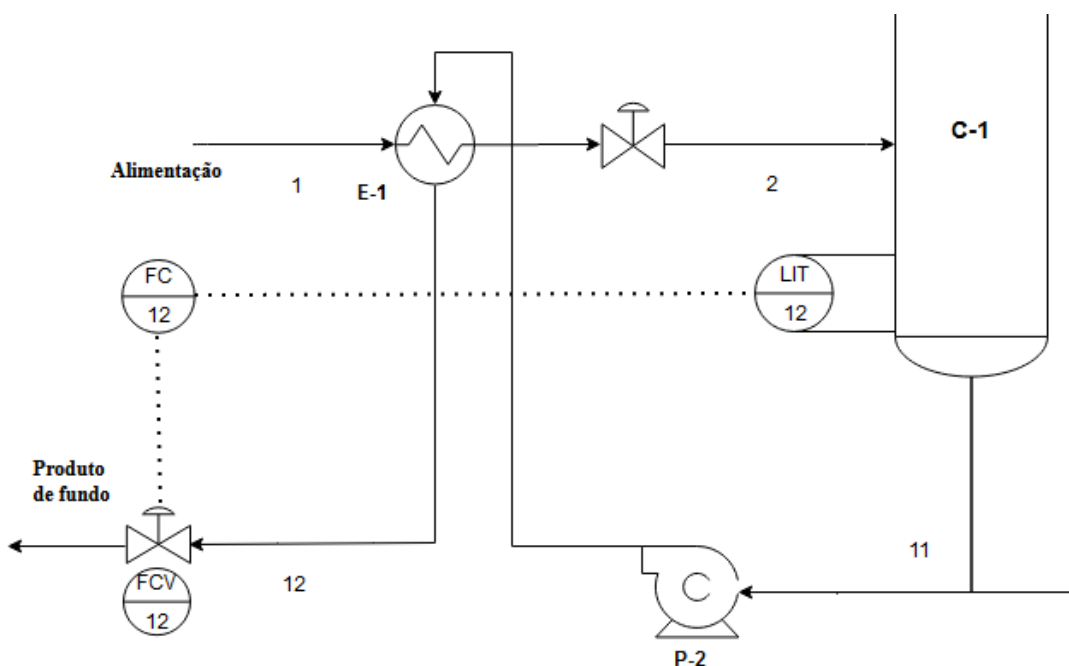 C-1
Alimentação
1
E-1
2
FC
12
LIT
12
Produto
de fundo
FCV
12
12
11
P-2